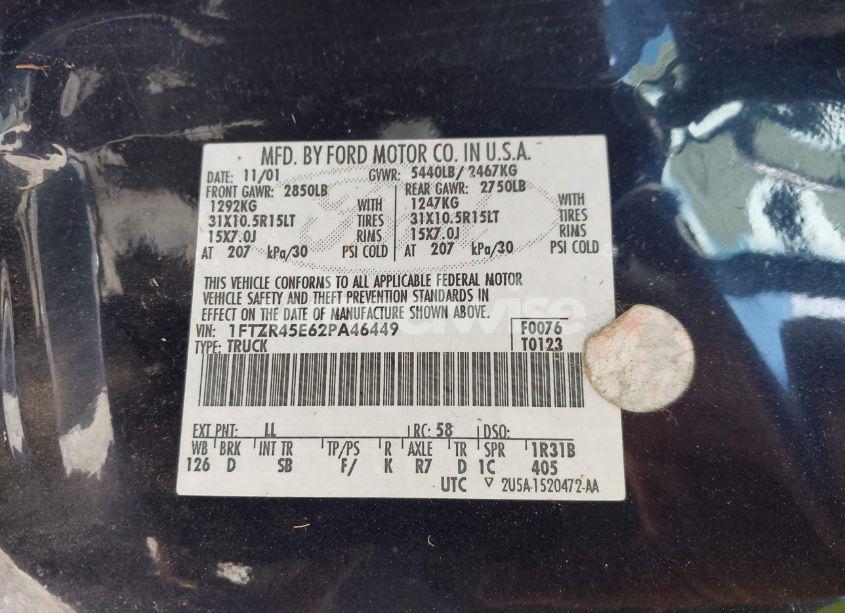 MFD. BY FORD MOTOR CO. IN U.S.A.
DATE: 11/01 GVWR: 5440LB/ 2467KG
FRONT GAWR: 2850LB REAR GAWR: 2750LB
1292KG WITH 1247KG WITH
31X10.5R15LT TIRES 31X10.5R15LT TIRES
15X7.0J RIMS 15X7.0J RIMS
AT 207 kPa/30 PSI COLD AT 207 kPa/30 PSI COLD
THIS VEHICLE CONFORMS TO ALL APPLICABLE FEDERAL MOTOR
VEHICLE SAFETY AND THEFT PREVENTION STANDARDS IN
EFFECT ON THE DATE OF MANUFACTURE SHOWN ABOVE.
VIN: 1FTZR45E62PA46449 F0076
TYPE: TRUCK T0123
EXT PNT: LL RC: 58 DSO:
WB BRK INT TR TP/PS R AXLE TR SPR 1R31B
126 D SB F/ K R7 D 1C 405
UTC 2U5A-1520472-AA